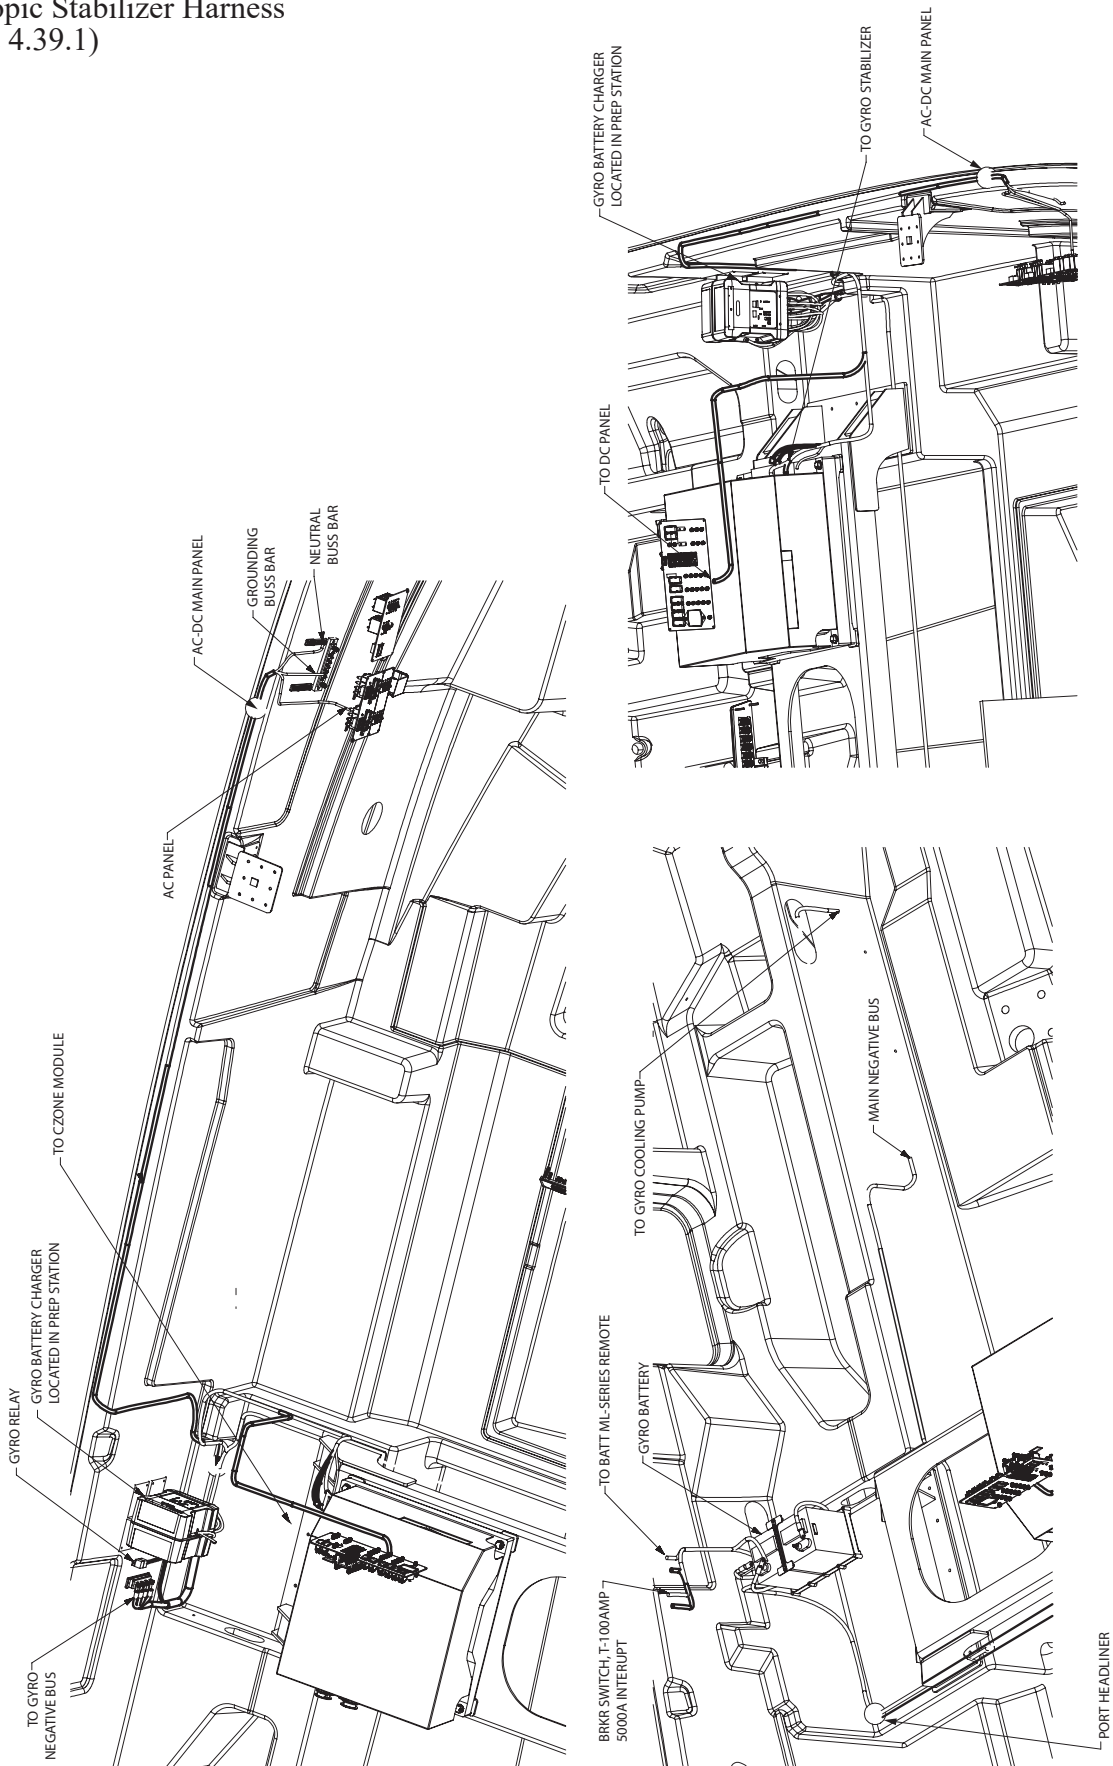 opic Stabilizer Harness
4.39.1)
GYRO BATTERY CHARGER
LOCATED IN PREP STATION
TO GYRO STABILIZER
AC-DC MAIN PANEL
TO DC PANEL
AC-DC MAIN PANEL
GROUNDING
BUSS BAR
NEUTRAL
BUSS BAR
AC PANEL
TO CZONE MODULE
GYRO RELAY
GYRO BATTERY CHARGER
LOCATED IN PREP STATION
TO GYRO
NEGATIVE BUS
TO GYRO COOLING PUMP
MAIN NEGATIVE BUS
TO BATT ML-SERIES REMOTE
GYRO BATTERY
BRKR SWITCH, T-100AMP
5000A INTERUPT
PORT HEADLINER